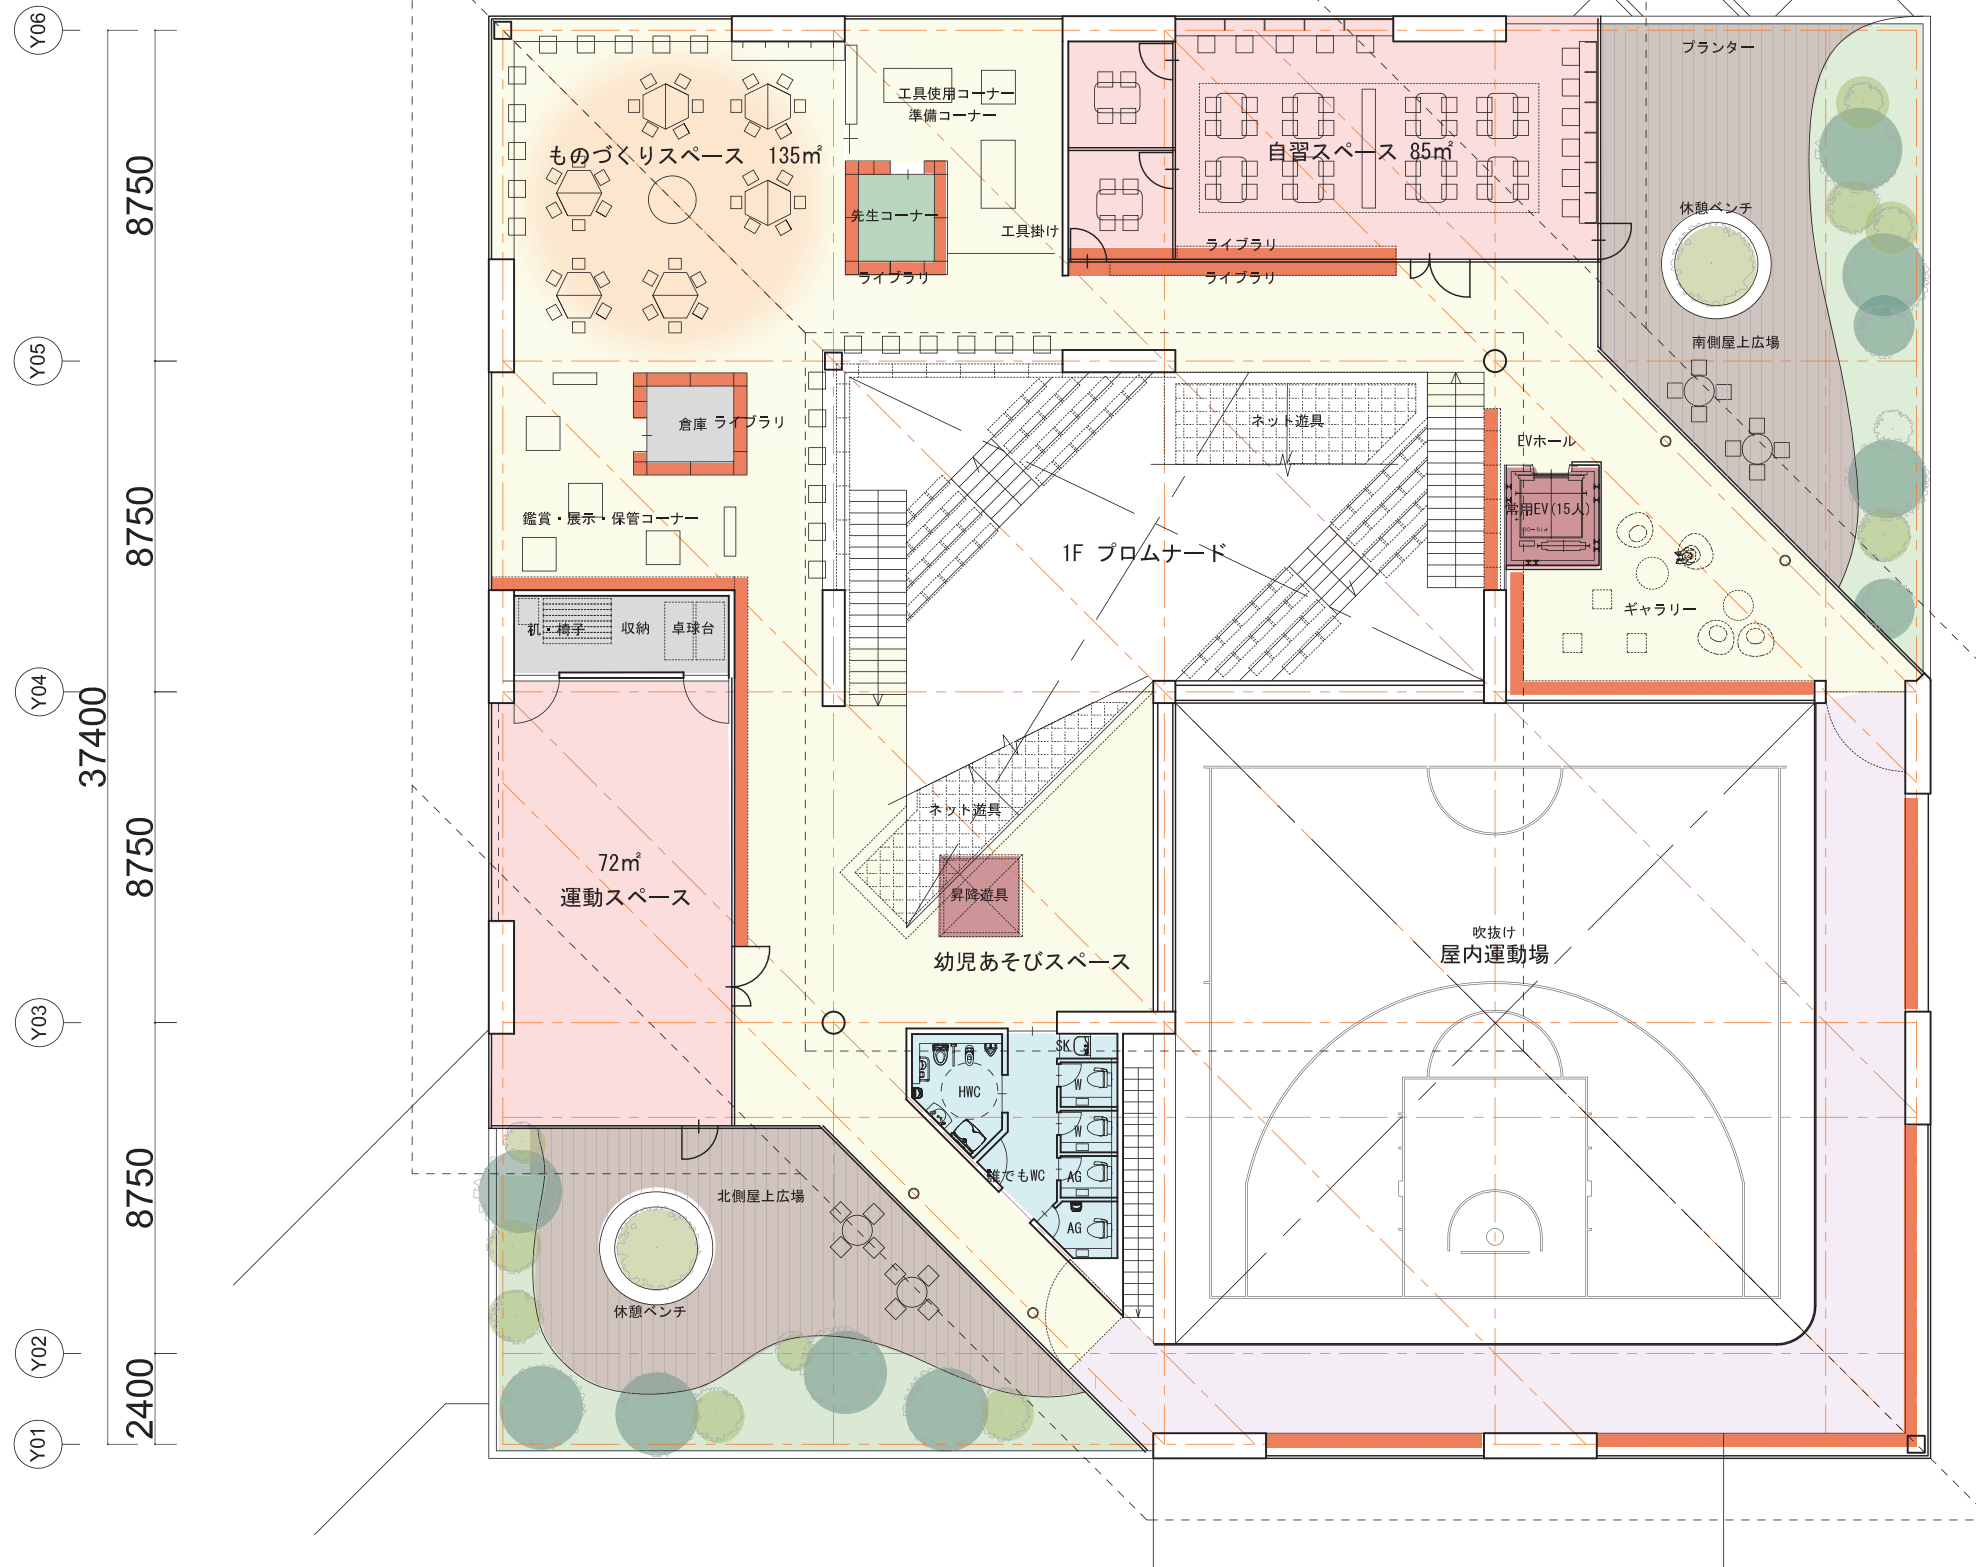 Y06
Y05
Y04
Y03
Y02
Y01
8750
8750
8750
8750
2400
37400
プランター
工具使用コーナー
準備コーナー
ものづくりスペース 135㎡
自習スペース 85㎡
先生コーナー
休憩ベンチ
工具掛け
ライブラリ
ライブラリ
ライブラリ
南側屋上広場
倉庫
ライブラリ
ネット遊具
EVホール
常用EV(15人)
鑑賞・展示・保管コーナー
1F プロムナード
ギャラリー
机・椅子
収納
卓球台
ネット遊具
72㎡
運動スペース
昇降遊具
幼児あそびスペース
吹抜け
屋内運動場
SK
HWC
W
W
誰でもWC
AG
AG
北側屋上広場
休憩ベンチ